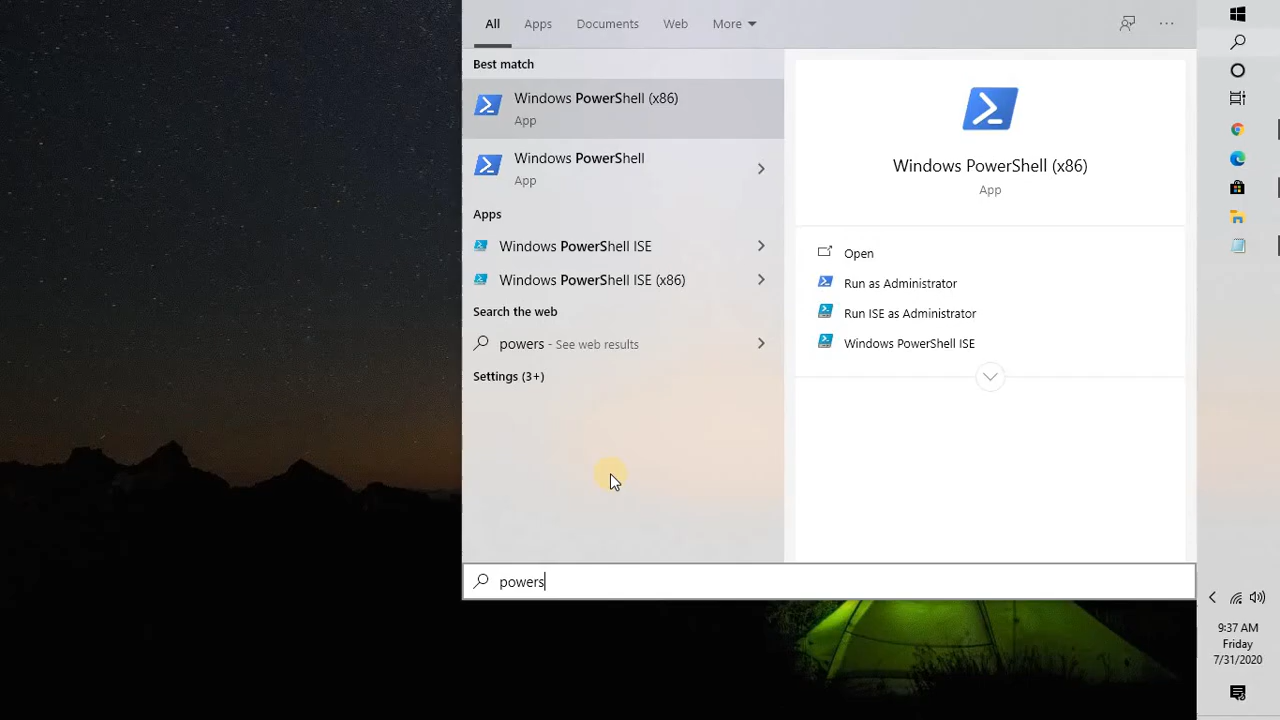 All Apps Documents Web More
Best match
Windows PowerShell (x86)
App
Windows PowerShell
App
Apps
Windows PowerShell ISE
Windows PowerShell ISE (x86)
Search the web
powers - See web results
Settings (3+)
Windows PowerShell (x86)
App
Open
Run as Administrator
Run ISE as Administrator
Windows PowerShell ISE
powers
9:37 AM
Friday
7/31/2020